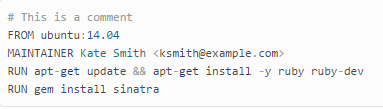 # This is a comment
FROM ubuntu:14.04
MAINTAINER Kate Smith <ksmith@example.com>
RUN apt-get update && apt-get install -y ruby ruby-dev
RUN gem install sinatra